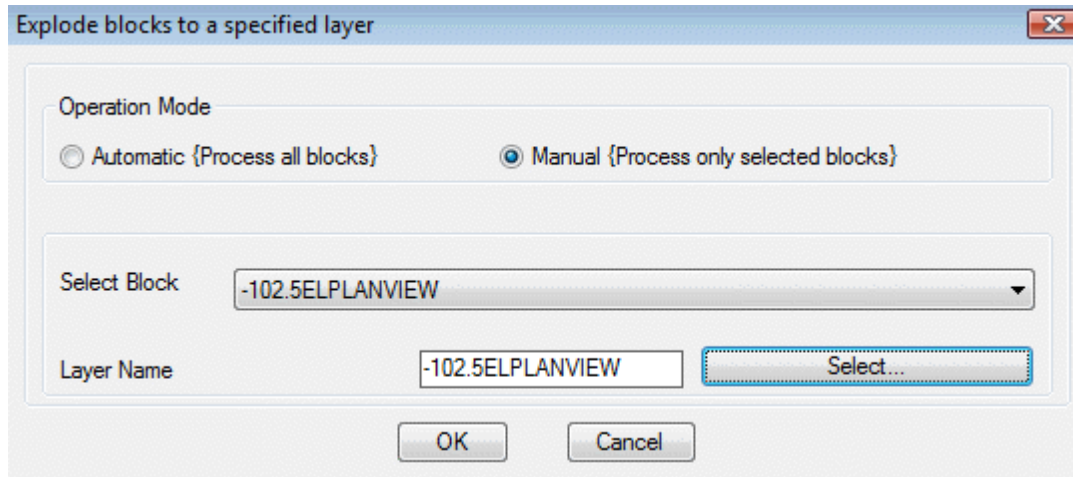 Explode blocks to a specified layer
Operation Mode
Automatic {Process all blocks} Manual {Process only selected blocks}
Select Block -102.5ELPLANVIEW
Layer Name -102.5ELPLANVIEW Select...
OK Cancel